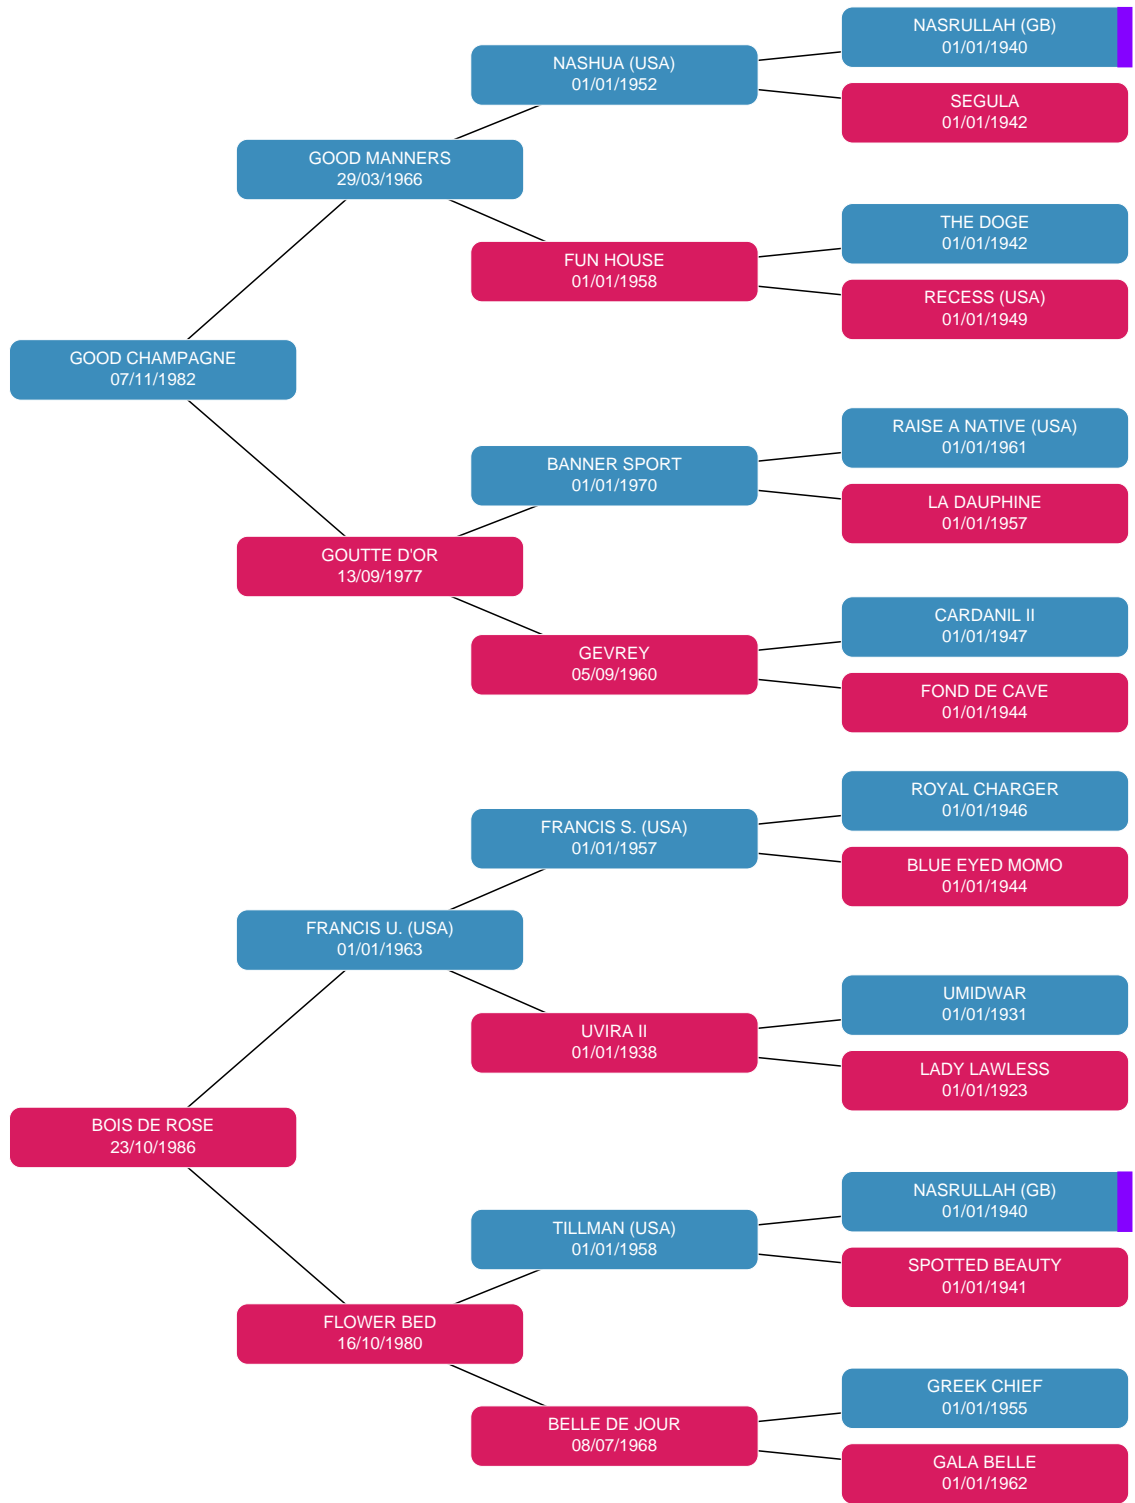 NASRULLAH (GB)
01/01/1940
NASHUA (USA)
01/01/1952
SEGULA
01/01/1942
GOOD MANNERS
29/03/1966
THE DOGE
01/01/1942
FUN HOUSE
01/01/1958
RECESS (USA)
01/01/1949
GOOD CHAMPAGNE
07/11/1982
RAISE A NATIVE (USA)
01/01/1961
BANNER SPORT
01/01/1970
LA DAUPHINE
01/01/1957
GOUTTE D'OR
13/09/1977
CARDANIL II
01/01/1947
GEVREY
05/09/1960
FOND DE CAVE
01/01/1944
ROYAL CHARGER
01/01/1946
FRANCIS S. (USA)
01/01/1957
BLUE EYED MOMO
01/01/1944
FRANCIS U. (USA)
01/01/1963
UMIDWAR
01/01/1931
UVIRA II
01/01/1938
LADY LAWLESS
01/01/1923
BOIS DE ROSE
23/10/1986
NASRULLAH (GB)
01/01/1940
TILLMAN (USA)
01/01/1958
SPOTTED BEAUTY
01/01/1941
FLOWER BED
16/10/1980
GREEK CHIEF
01/01/1955
BELLE DE JOUR
08/07/1968
GALA BELLE
01/01/1962